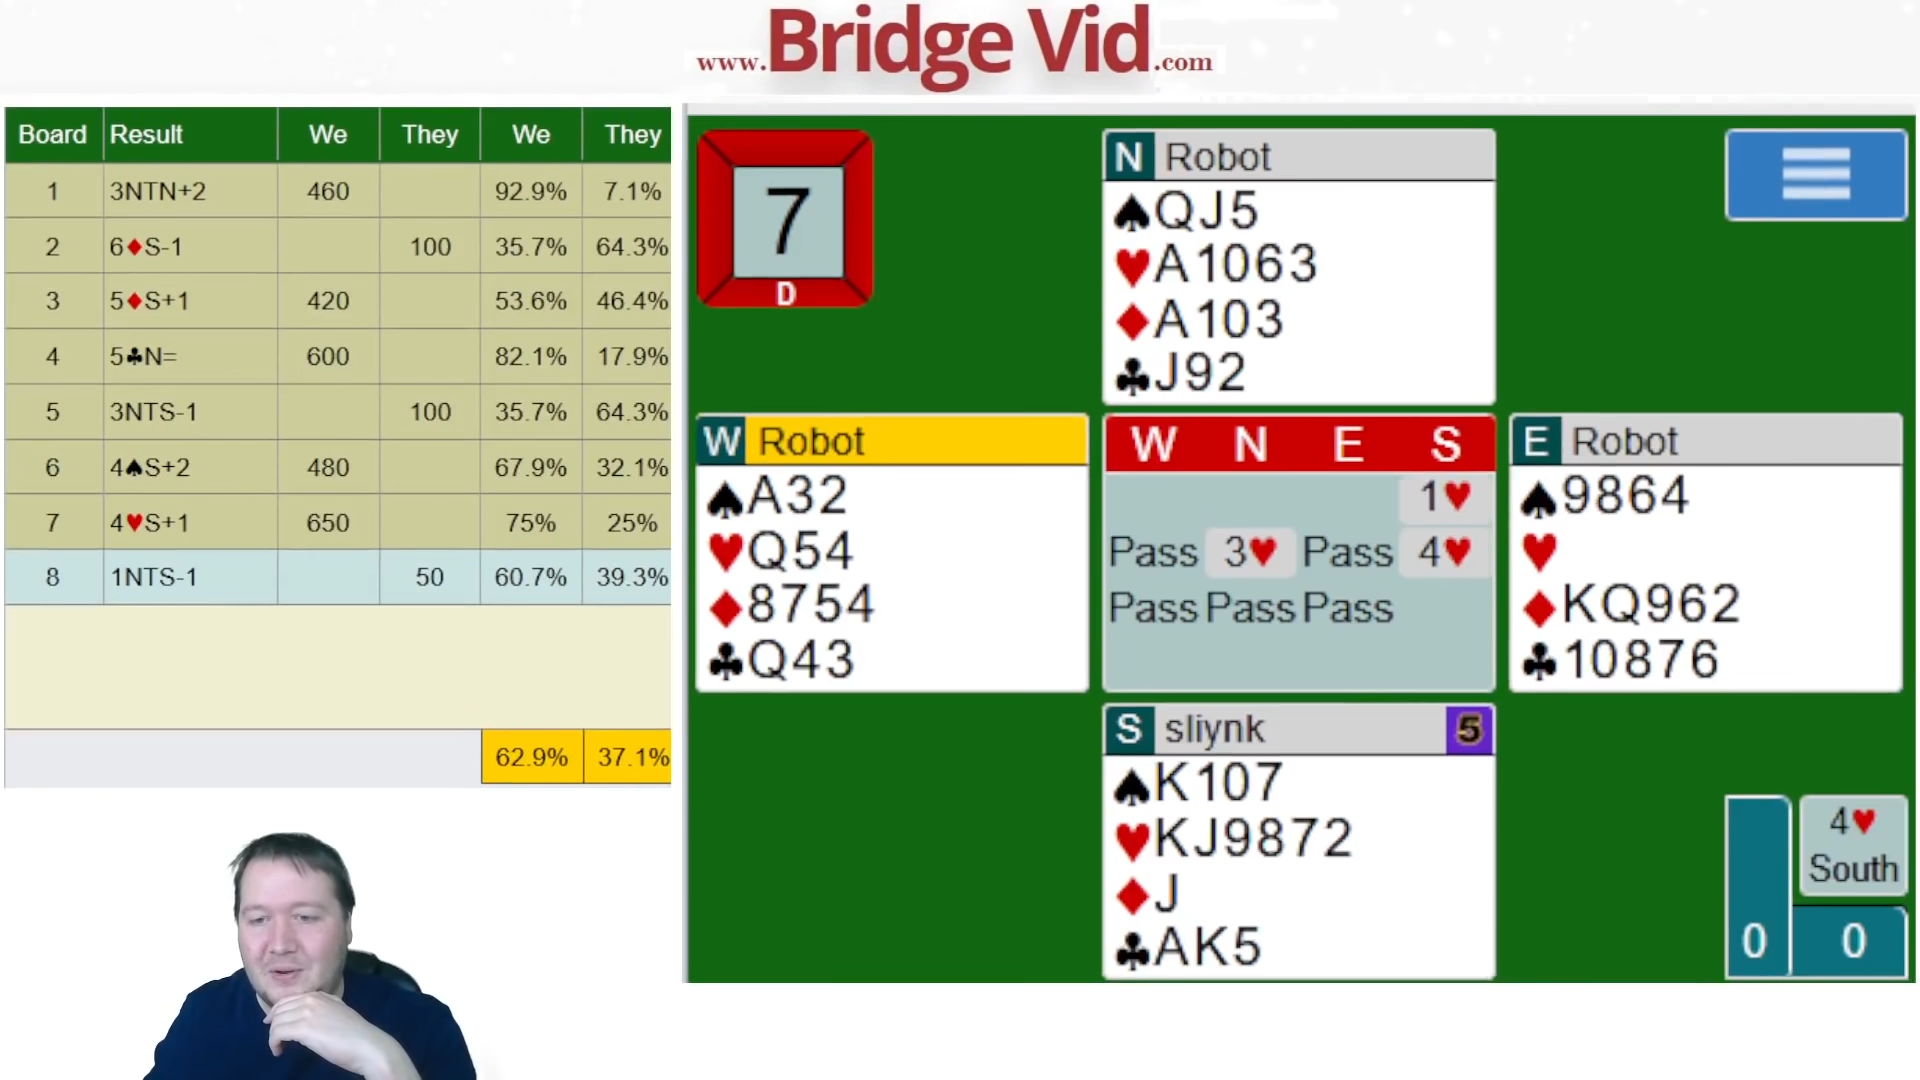 www.Bridge Vid.com
Board Result We They We They
1 3NTN+2 460 92.9% 7.1%
2 6♦S-1 100 35.7% 64.3%
3 5♦S+1 420 53.6% 46.4%
4 5♣N= 600 82.1% 17.9%
5 3NTS-1 100 35.7% 64.3%
6 4♠S+2 480 67.9% 32.1%
7 4♥S+1 650 75% 25%
8 1NTS-1 50 60.7% 39.3%
62.9% 37.1%
7
D
N Robot
♠QJ5
♥A1063
♦A103
♣J92
W Robot
♠A32
♥Q54
♦8754
♣Q43
W N E S
1♥
Pass 3♥ Pass 4♥
Pass Pass Pass
E Robot
♠9864
♥
♦KQ962
♣10876
S sliynk 5
♠K107
♥KJ9872
♦J
♣AK5
4♥
South
0 0